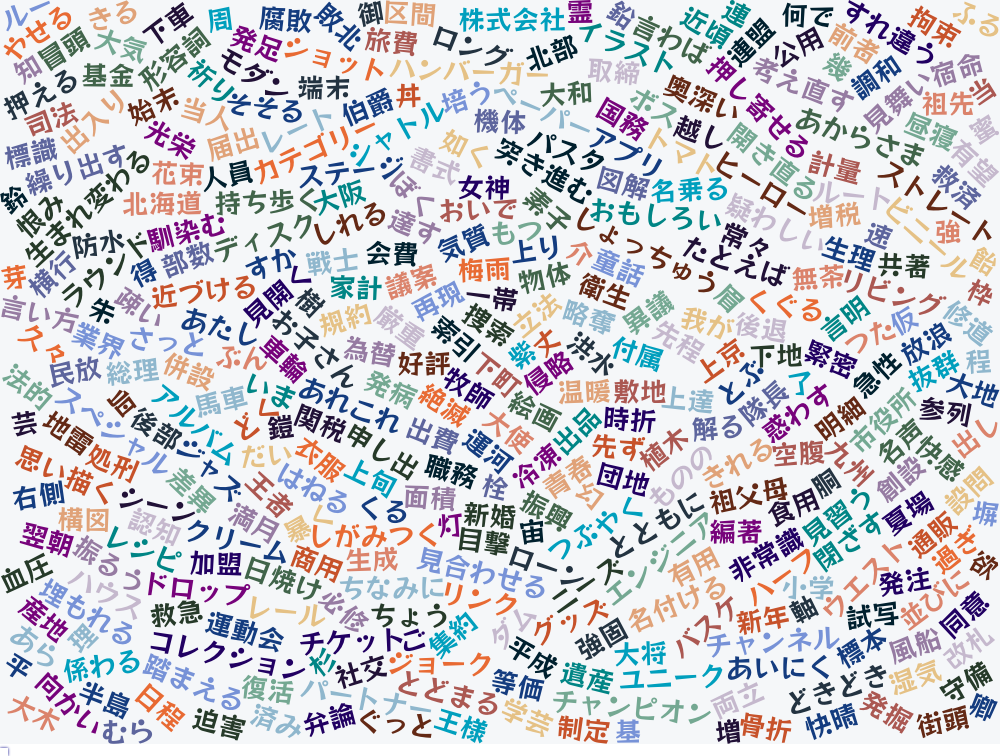 ルー
きる
下車
周
腐敗
敗北
御
区間
株式会社
霊
鉛
言わば
近頃
連
何で
すれ違う
拘束
ふる
やせる
冒頭
大気
形容詞
発足
ショット
旅費
ロング
北部
イラスト
遭盟
公用
前者
幾
調和
宿命
知
押える
基金
祈り
モダン
端末
ハンバーガー
取締
ボス
奥深い
押し寄せる
考え直す
見舞い
当
祖先
司法
出入り
始末
当人
そそる
伯爵
丼
培う
ペーパー
大和
国務
越し
あからさま
昼寝
蜜
標識
繰り出す
光栄
届出
レート
カテゴリー
シャトル
機体
如く
パスタ
アプリ
トマト
開き直る
計量
有望
鈴
恨み
生まれ変わる
花束
人員
ステージ
書式
突き進む
図解
名乗る
ヒーロー
ルート
ストレート
救済
北海道
持ち歩く
大阪
ぼく
女神
素子
おもしろい
疑わしい
増税
ビニール
芽
横行
防水
馴染む
ディスク
しれる
達す
おいで
もつ
しょっちゅう
常々
速
強
飴
ラウンド
得
部数
すか
戦士
会費
気質
上り
介
童話
たとえば
生理
共著
枠
言い方
朱
疎い
近づける
見開く
樹
家計
議案
梅雨
物体
衛生
肩
くぐる
無茶
リビング
久々
業界
さっと
あたし
お子さん
規約
厳重
再現
一帯
捜索
立法
略奪
異議
我が
後退
言明
つた
仮
修道
法的
民放
総理
併設
ぶん
車輪
為替
好評
索引
下町
紫
丈
洪水
付属
先程
上京
下地
緊密
放浪
程
スペシャル
缶
アルバム
馬車
いま
あれこれ
発病
絶滅
牧師
侵略
温暖
敷地
上達
とぶ
了
急性
抜群
大地
芸
地雷
処刑
後部
ジャズ
鎧
関税
申し出
出費
運河
大使
絵画
出品
時折
解る
隊長
惑わす
明細
市役所
参列
思い描く
差異
だい
衣服
上旬
職務
冷凍
先ず
植木
きれる
空腹
九室
名声
快感
出し
右側
シーン
王者
はねる
くる
面積
栓
振興
青春
幻
団地
ものの
祖父母
食用
胴
創設
設問
構図
認知
クリーム
満月
暴く
しがみつく
灯
新婚
宙
つぶやく
とともに
編著
見習う
夏場
塀
翌朝
振るう
レシピ
加盟
日焼け
商用
生成
目撃
ローン
ニーズ
エンジニア
有用
非常識
閉ざす
通販
過ぎ
欲
血圧
ハウス
ドロップ
ちなみに
見合わせる
リンク
名付ける
ハーフ
小学
ウエスト
発注
並びに
同意
産地
埋もれる
救急
レール
必修
ちょう
ダム
グッズ
強固
バスケ
新年
軸
試写
あら
運動会
チケット
ご
集約
平成
大将
チャンネル
標本
風船
改札
平
係わる
コレクション
杉
社交
ジョーク
等価
遺産
ユニーク
あいにく
湿気
守備
向かい
半島
踏まえる
復活
パートナー
とどまる
学芸
チャンピオン
両立
どきどき
発掘
卿
大木
むら
日程
迫害
済み
弁論
ぐっと
王様
制定
基
増
骨折
快晴
街頭